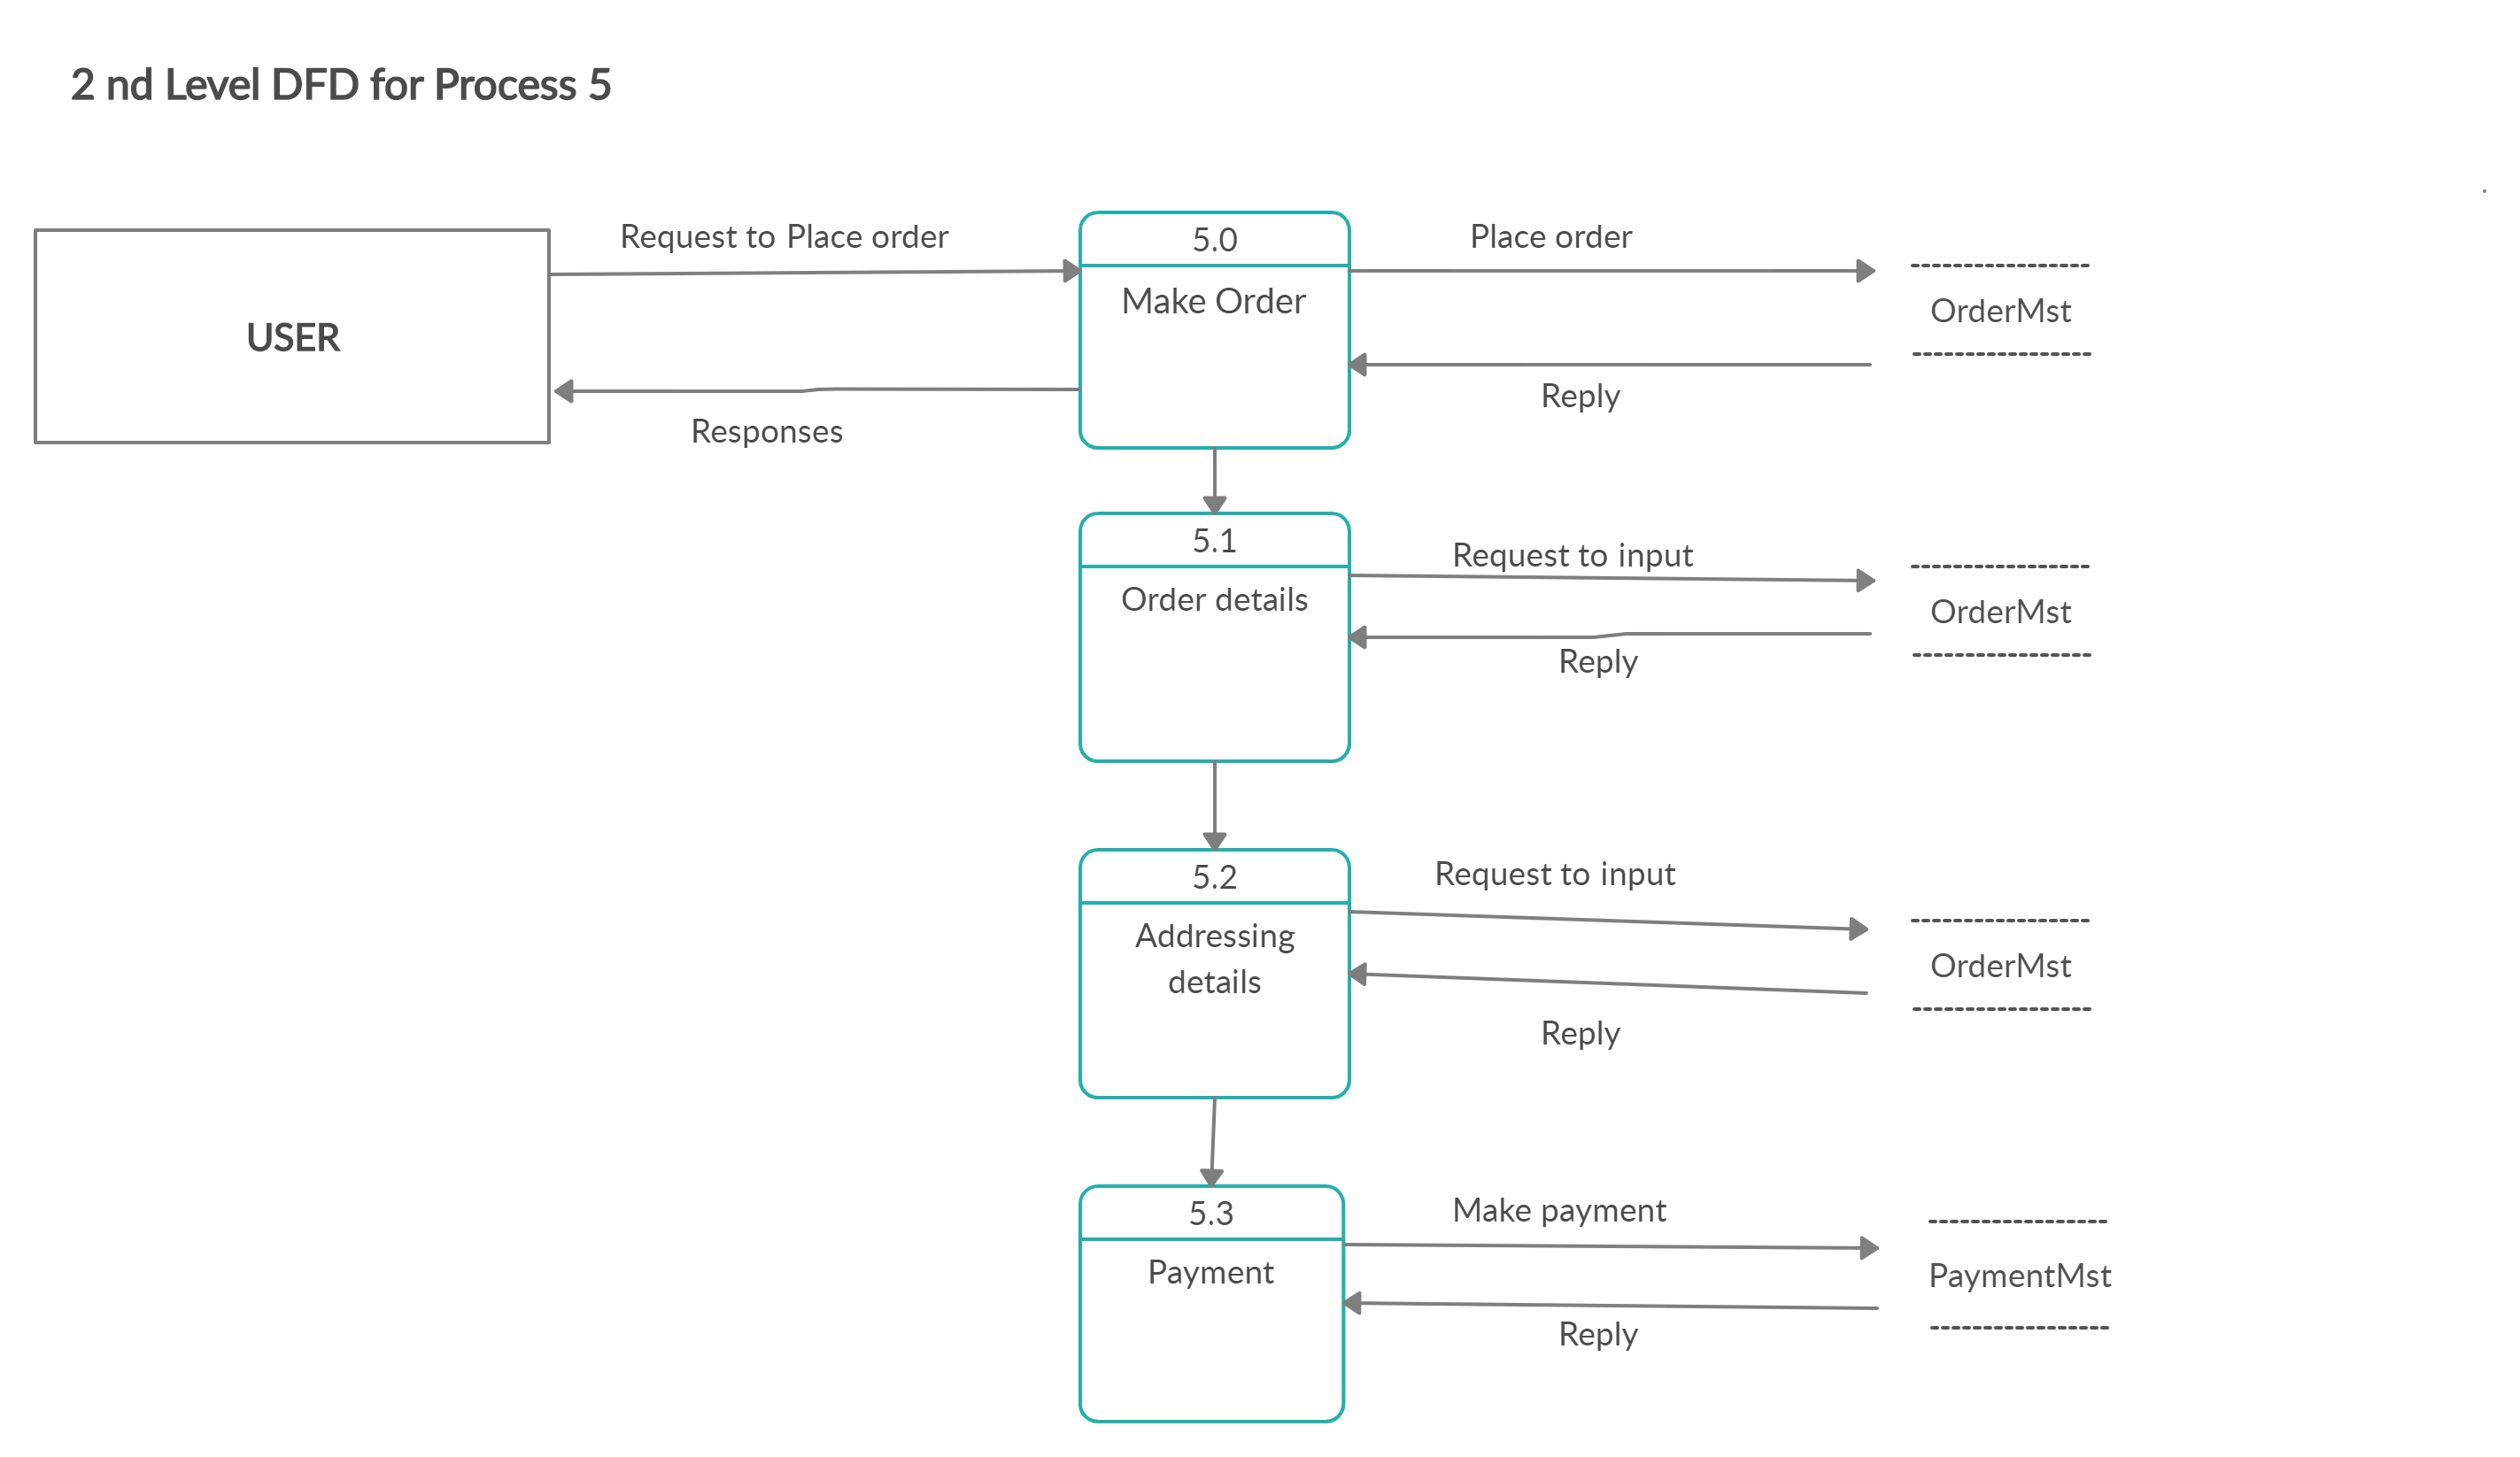 2 nd Level DFD for Process 5
Request to Place order
5.0
Place order
USER
Make Order
OrderMst
Responses
Reply
5.1
Request to input
Order details
OrderMst
Reply
5.2
Request to input
Addressing
details
OrderMst
Reply
5.3
Make payment
Payment
PaymentMst
Reply